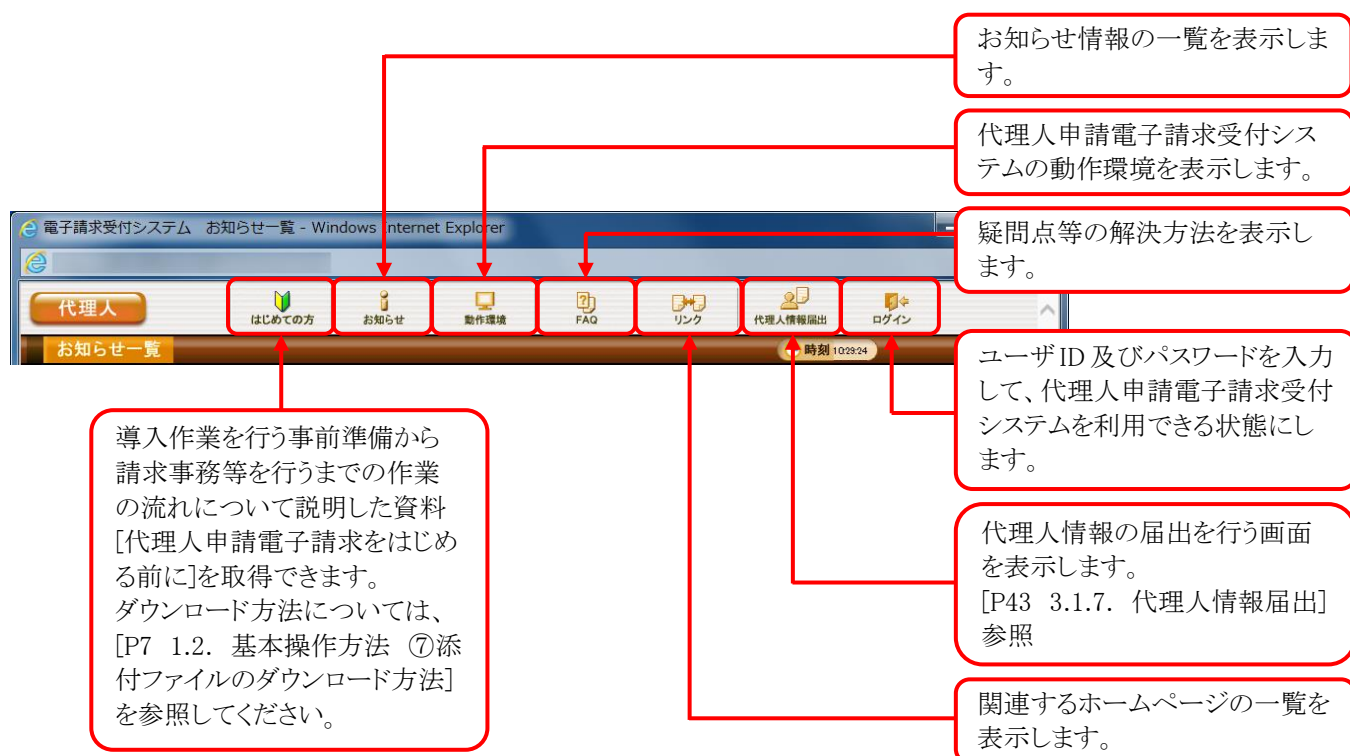 お知らせ情報の一覧を表示しま
す。
代理人申請電子請求受付シス
テムの動作環境を表示します。
電子請求受付システム お知らせ一覧 - Windows Internet Explorer
疑問点等の解決方法を表示し
ます。
代理人
はじめての方
お知らせ
動作環境
FAQ
リンク
代理人情報届出
ログイン
お知らせ一覧
時刻 10:29:24
ユーザID 及びパスワードを入力
して、代理人申請電子請求受付
システムを利用できる状態にし
ます。
導入作業を行う事前準備から
請求事務等を行うまでの作業
の流れについて説明した資料
[代理人申請電子請求をはじめ
る前に]を取得できます。
ダウンロード方法については、
[P7 1.2. 基本操作方法 ⑦添
付ファイルのダウンロード方法]
を参照してください。
代理人情報の届出を行う画面
を表示します。
[P43 3.1.7. 代理人情報届出]
参照
関連するホームページの一覧を
表示します。